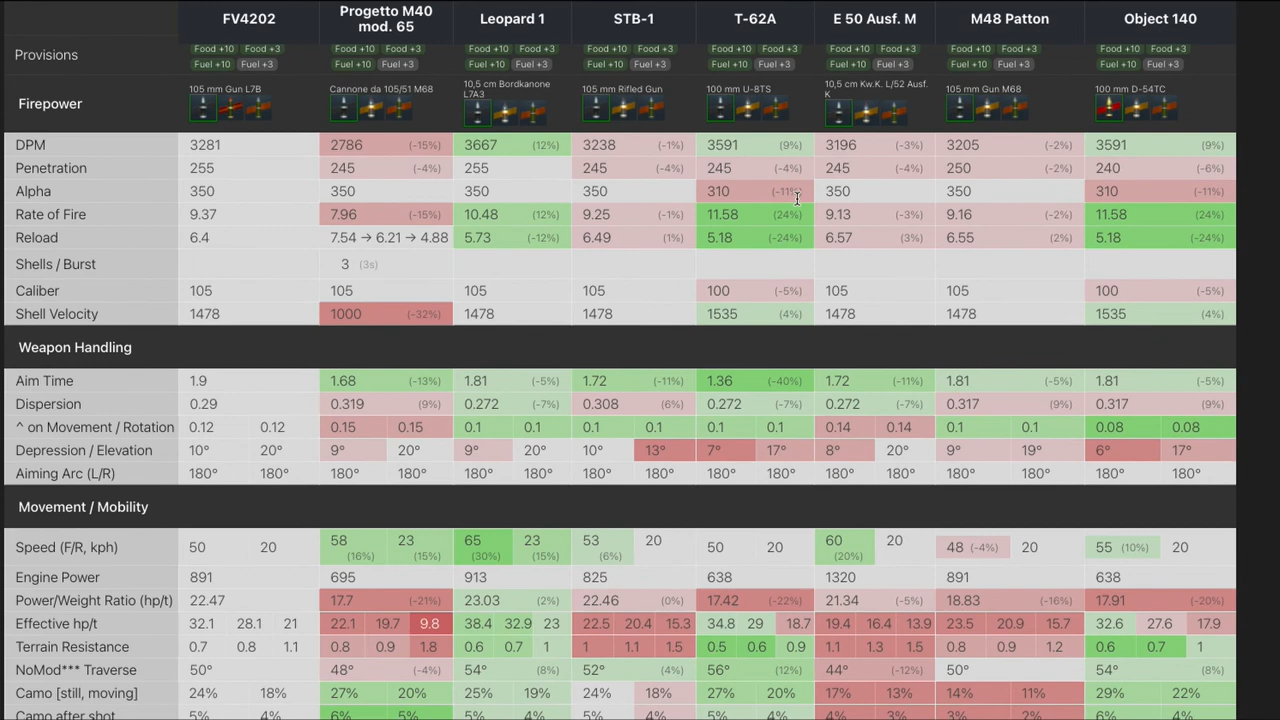 FV4202 Progetto M40 mod. 65 Leopard 1 STB-1 T-62A E 50 Ausf. M M48 Patton Object 140
Provisions Food +10 Food +3 Food +10 Food +3 Food +10 Food +3 Food +10 Food +3 Food +10 Food +3 Food +10 Food +3 Food +10 Food +3 Food +10 Food +3
Fuel +10 Fuel +3 Fuel +10 Fuel +3 Fuel +10 Fuel +3 Fuel +10 Fuel +3 Fuel +10 Fuel +3 Fuel +10 Fuel +3 Fuel +10 Fuel +3 Fuel +10 Fuel +3
Firepower 105 mm Gun L7B Cannone da 105/51 M68 10,5 cm Bordkanone L7A3 105 mm Rifled Gun 100 mm U-8TS 10,5 cm Kw.K. L/52 Ausf. K 105 mm Gun M68 100 mm D-54TC
DPM 3281 2786 (-15%) 3667 (12%) 3238 (-1%) 3591 (9%) 3196 (-3%) 3205 (-2%) 3591 (9%)
Penetration 255 245 (-4%) 255 245 (-4%) 245 (-4%) 245 (-4%) 250 (-2%) 240 (-6%)
Alpha 350 350 350 350 310 (-11%) 350 350 310 (-11%)
Rate of Fire 9.37 7.96 (-15%) 10.48 (12%) 9.25 (-1%) 11.58 (24%) 9.13 (-3%) 9.16 (-2%) 11.58 (24%)
Reload 6.4 7.54 → 6.21 → 4.88 5.73 (-12%) 6.49 (1%) 5.18 (-24%) 6.57 (3%) 6.55 (2%) 5.18 (-24%)
Shells / Burst 3 (3s)
Caliber 105 105 105 105 100 (-5%) 105 105 100 (-5%)
Shell Velocity 1478 1000 (-32%) 1478 1478 1535 (4%) 1478 1478 1535 (4%)
Weapon Handling
Aim Time 1.9 1.68 (-13%) 1.81 (-5%) 1.72 (-11%) 1.36 (-40%) 1.72 (-11%) 1.81 (-5%) 1.81 (-5%)
Dispersion 0.29 0.319 (9%) 0.272 (-7%) 0.308 (6%) 0.272 (-7%) 0.272 (-7%) 0.317 (9%) 0.317 (9%)
^ on Movement / Rotation 0.12 0.12 0.15 0.15 0.1 0.1 0.1 0.1 0.1 0.1 0.14 0.14 0.1 0.1 0.08 0.08
Depression / Elevation 10° 20° 9° 20° 9° 20° 10° 13° 7° 17° 8° 20° 9° 19° 6° 17°
Aiming Arc (L/R) 180° 180° 180° 180° 180° 180° 180° 180° 180° 180° 180° 180° 180° 180° 180° 180°
Movement / Mobility
Speed (F/R, kph) 50 20 58 (16%) 23 (15%) 65 (30%) 23 (15%) 53 (6%) 20 50 20 60 (20%) 20 48 (-4%) 20 55 (10%) 20
Engine Power 891 695 913 825 638 1320 891 638
Power/Weight Ratio (hp/t) 22.47 17.7 (-21%) 23.03 (2%) 22.46 (0%) 17.42 (-22%) 21.34 (-5%) 18.83 (-16%) 17.91 (-20%)
Effective hp/t 32.1 28.1 21 22.1 19.7 9.8 38.4 32.9 23 22.5 20.4 15.3 34.8 29 18.7 19.4 16.4 13.9 23.5 20.9 15.7 32.6 27.6 17.9
Terrain Resistance 0.7 0.8 1.1 0.8 0.9 1.8 0.6 0.7 1 1 1.1 1.5 0.5 0.6 0.9 1.1 1.3 1.5 0.8 0.9 1.2 0.6 0.7 1
NoMod*** Traverse 50° 48° (-4%) 54° (8%) 52° (4%) 56° (12%) 44° (-12%) 50° 54° (8%)
Camo [still, moving] 24% 18% 27% 20% 25% 19% 24% 18% 27% 20% 17% 13% 14% 11% 29% 22%
Camo after shot 5% 4% 6% 5% 5% 4% 5% 4% 6% 4% 4% 3% 3% 2% 6% 4%